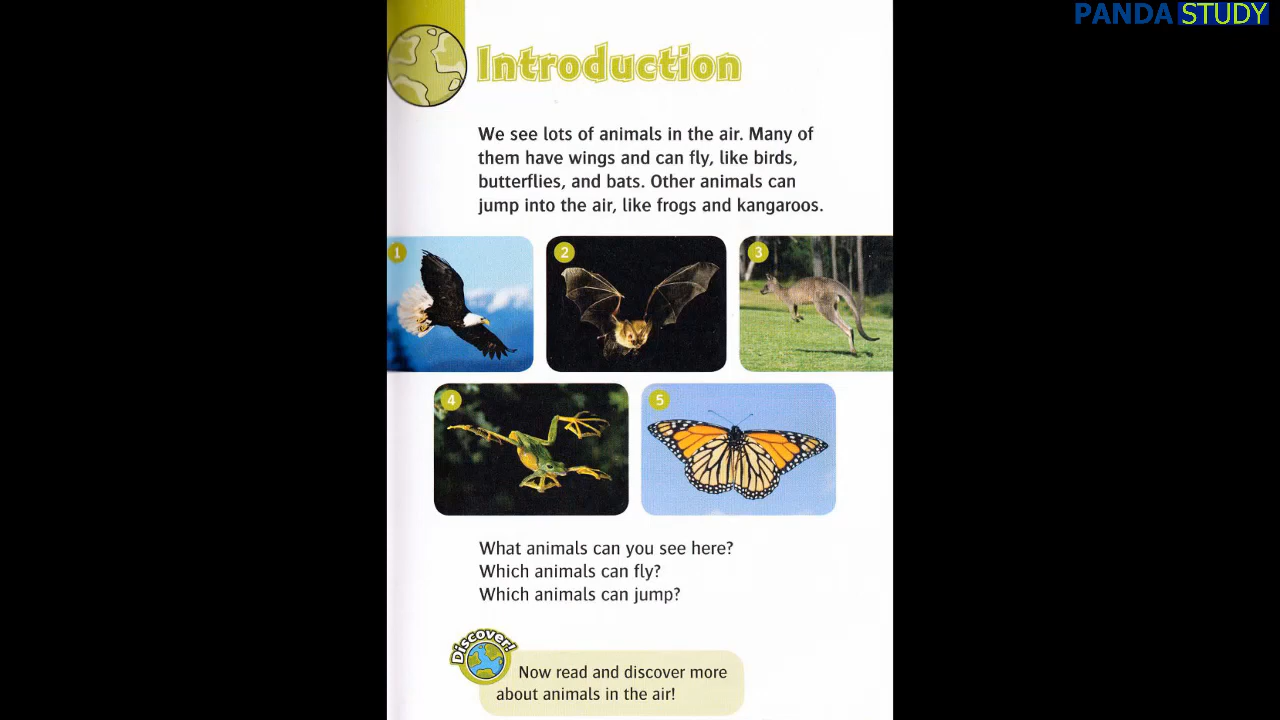 PANDA STUDY
Introduction
We see lots of animals in the air. Many of
them have wings and can fly, like birds,
butterflies, and bats. Other animals can
jump into the air, like frogs and kangaroos.
1
2
3
4
5
What animals can you see here?
Which animals can fly?
Which animals can jump?
Discover!
Now read and discover more
about animals in the air!